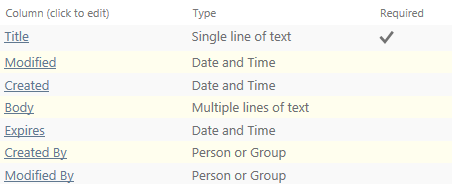 Column (click to edit) Type Required
Title Single line of text
Modified Date and Time
Created Date and Time
Body Multiple lines of text
Expires Date and Time
Created By Person or Group
Modified By Person or Group